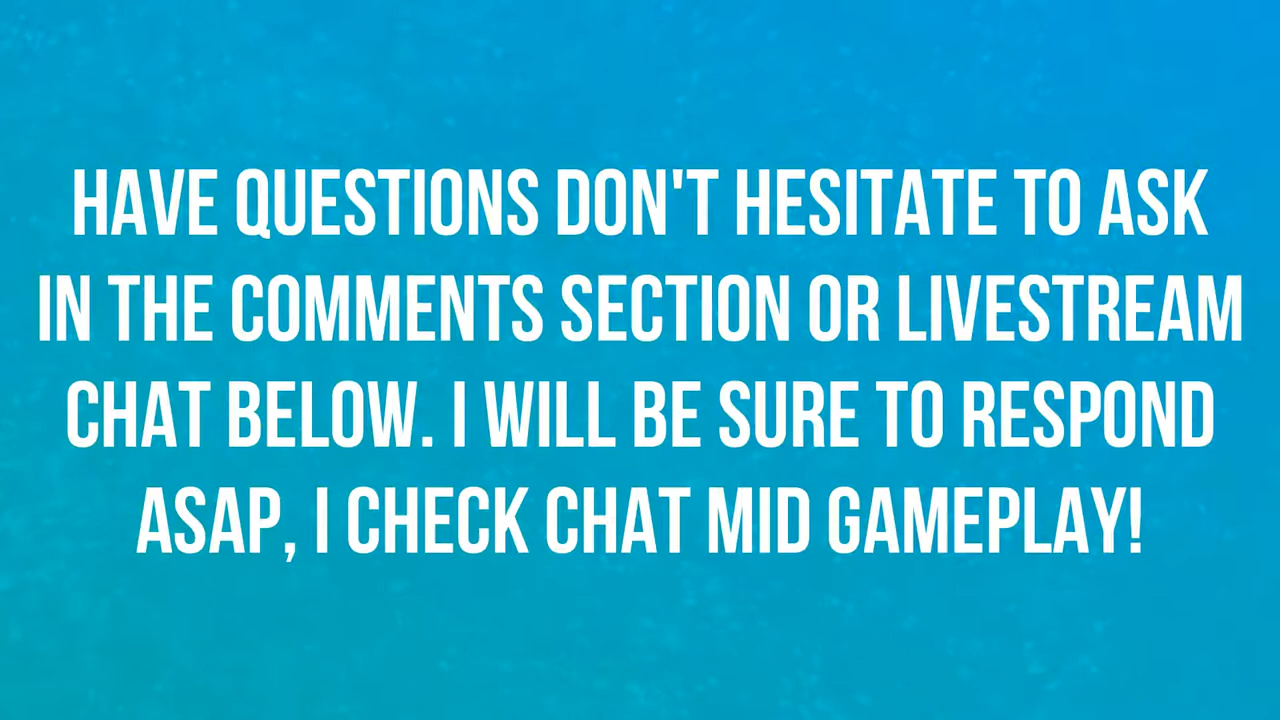 HAVE QUESTIONS DON'T HESITATE TO ASK
IN THE COMMENTS SECTION OR LIVESTREAM
CHAT BELOW. I WILL BE SURE TO RESPOND
ASAP, I CHECK CHAT MID GAMEPLAY!